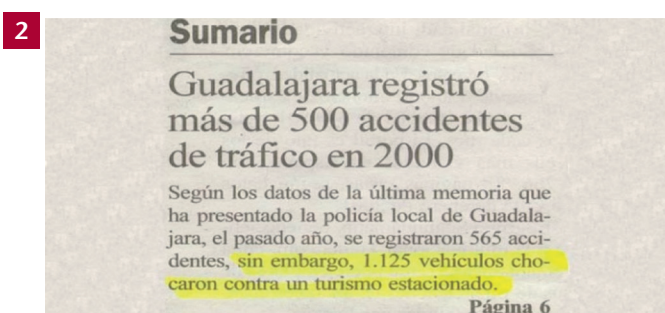 2
Sumario
Guadalajara registró
más de 500 accidentes
de tráfico en 2000
Según los datos de la última memoria que
ha presentado la policía local de Guadala-
jara, el pasado año, se registraron 565 acci-
dentes, sin embargo, 1.125 vehículos cho-
caron contra un turismo estacionado.
Página 6